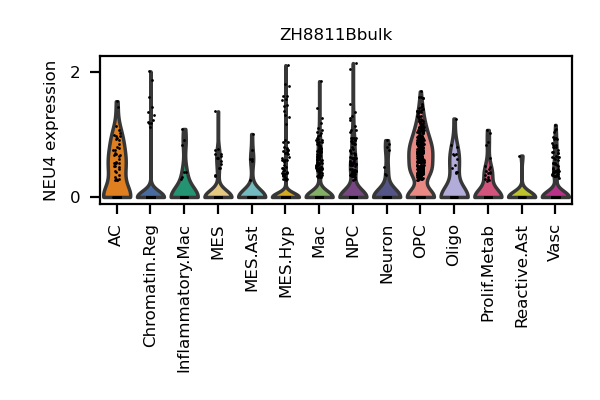 ZH8811Bbulk
NEU4 expression
2
0
AC
Chromatin.Reg
Inflammatory.Mac
MES
MES.Ast
MES.Hyp
Mac
NPC
Neuron
OPC
Oligo
Prolif.Metab
Reactive.Ast
Vasc